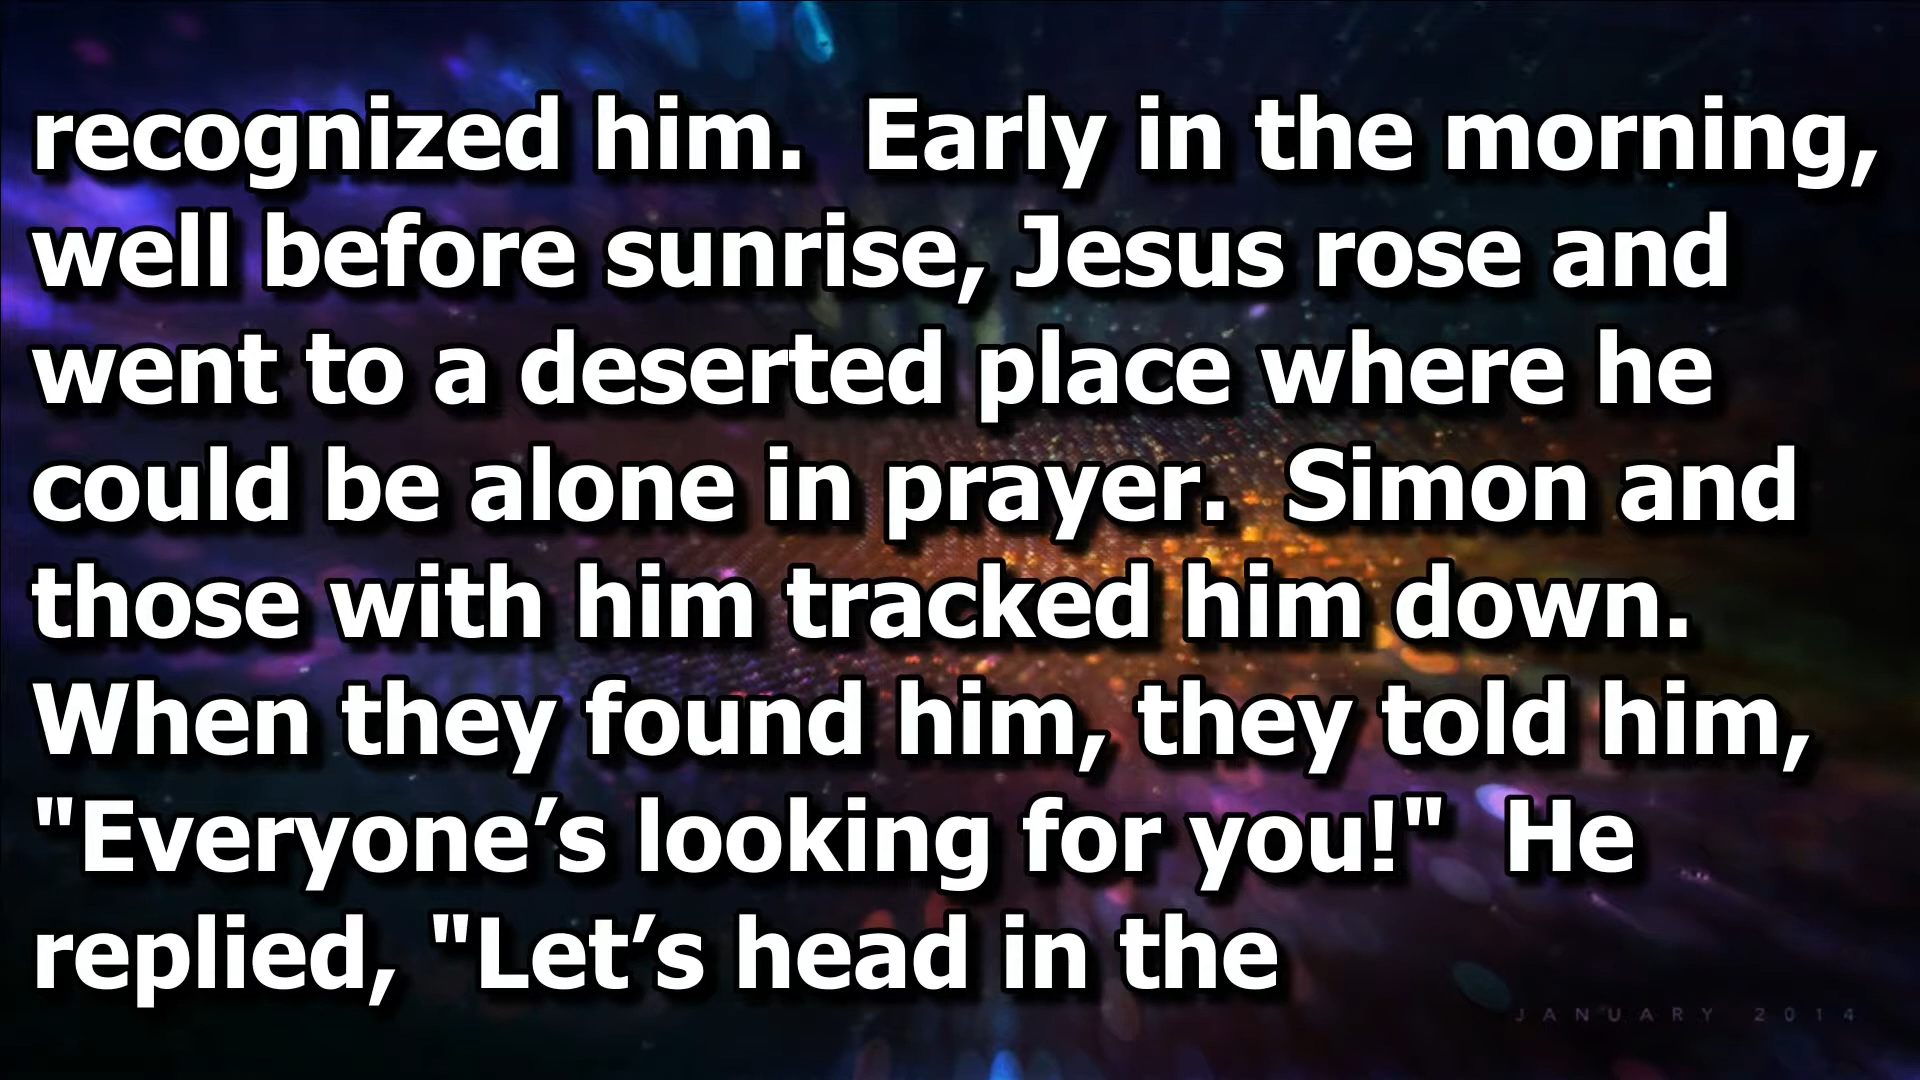 recognized him.  Early in the morning,
well before sunrise, Jesus rose and
went to a deserted place where he
could be alone in prayer.  Simon and
those with him tracked him down.
When they found him, they told him,
"Everyone’s looking for you!"  He
replied, "Let’s head in the
JANUARY 2014